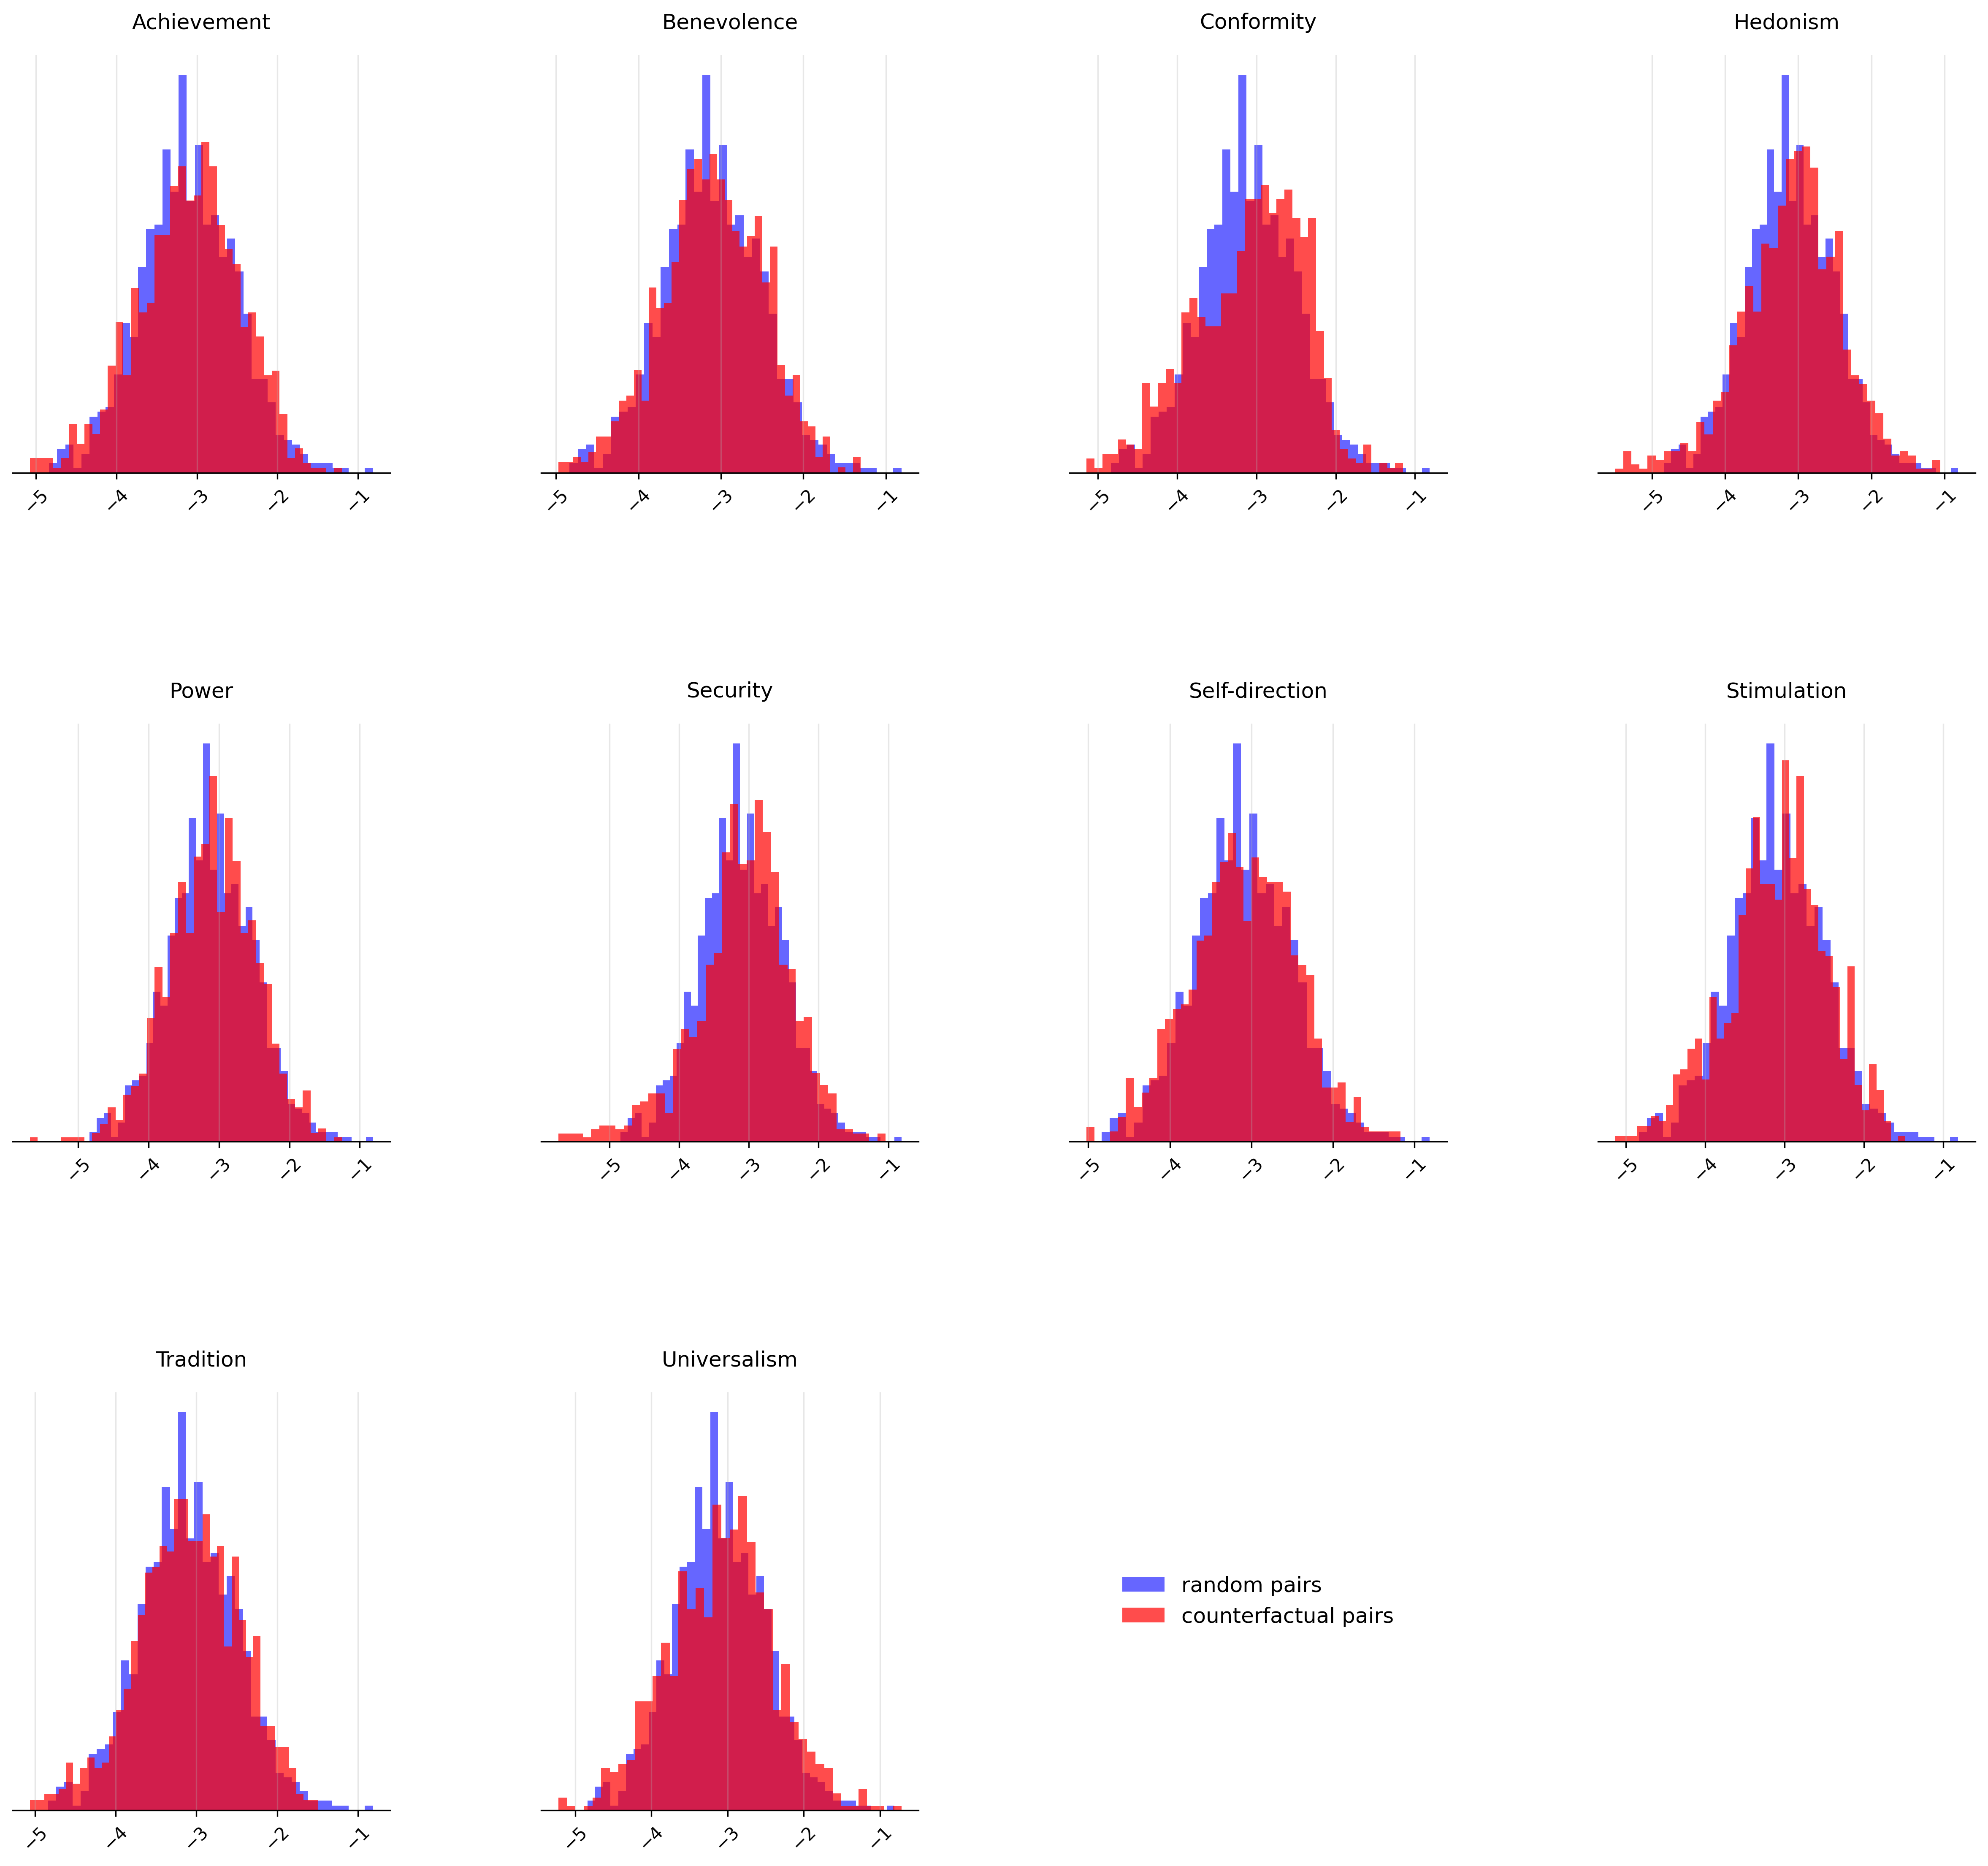 Achievement
Benevolence
Conformity
Hedonism
−5 −4 −3 −2 −1
−5 −4 −3 −2 −1
−5 −4 −3 −2 −1
−5 −4 −3 −2 −1
Power
Security
Self-direction
Stimulation
−5 −4 −3 −2 −1
−5 −4 −3 −2 −1
−5 −4 −3 −2 −1
−5 −4 −3 −2 −1
Tradition
Universalism
random pairs
counterfactual pairs
−5 −4 −3 −2 −1
−5 −4 −3 −2 −1